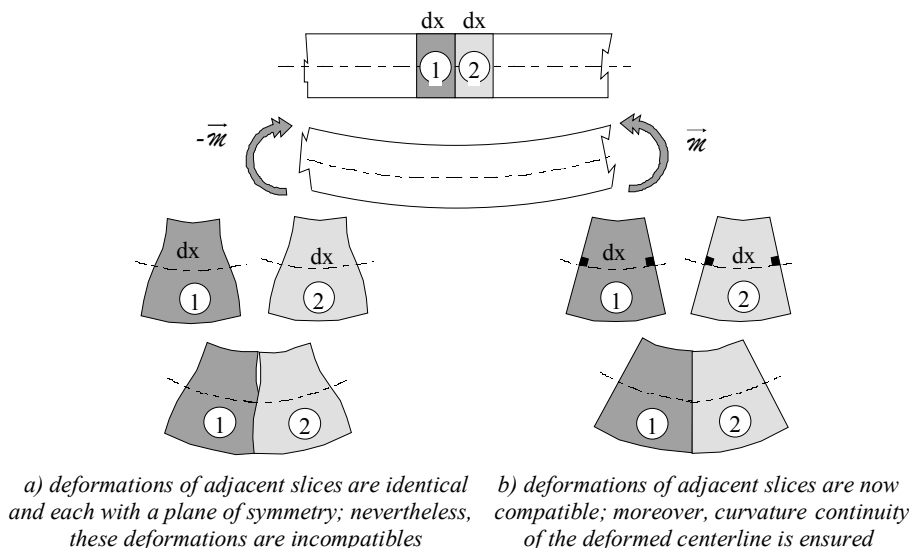 dx dx
1 2
-𝓜 𝓜
dx dx dx dx
1 2 1 2
1 2 1 2
a) deformations of adjacent slices are identical
and each with a plane of symmetry; nevertheless,
these deformations are incompatibles
b) deformations of adjacent slices are now
compatible; moreover, curvature continuity
of the deformed centerline is ensured